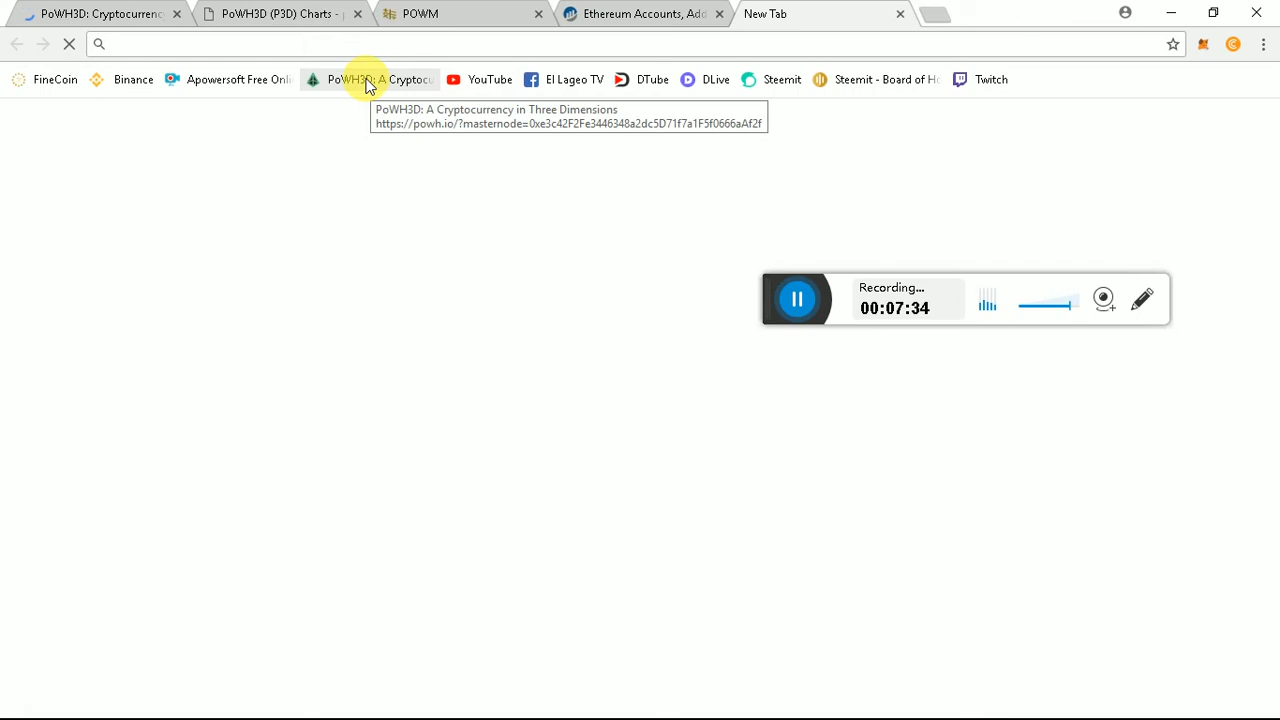 PoWH3D: Cryptocurrenc
PoWH3D (P3D) Charts -
POWM
Ethereum Accounts, Add
New Tab
FineCoin
Binance
Apowersoft Free Onli
PoWH3D: A Cryptocu
YouTube
El Lageo TV
DTube
DLive
Steemit
Steemit - Board of Ho
Twitch
PoWH3D: A Cryptocurrency in Three Dimensions
https://powh.io/?masternode=0xe3c42F2Fe3446348a2dc5D71f7a1F5f0666aAf2f
Recording...
00:07:34